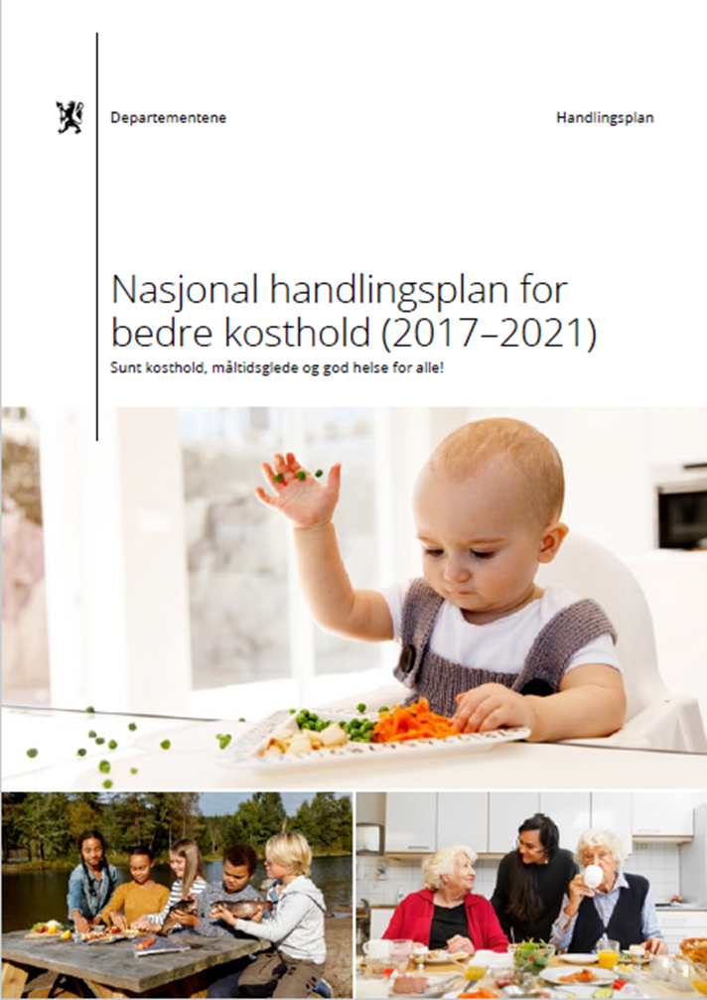 Departementene
Handlingsplan
Nasjonal handlingsplan for
bedre kosthold (2017–2021)
Sunt kosthold, måltidsglede og god helse for alle!